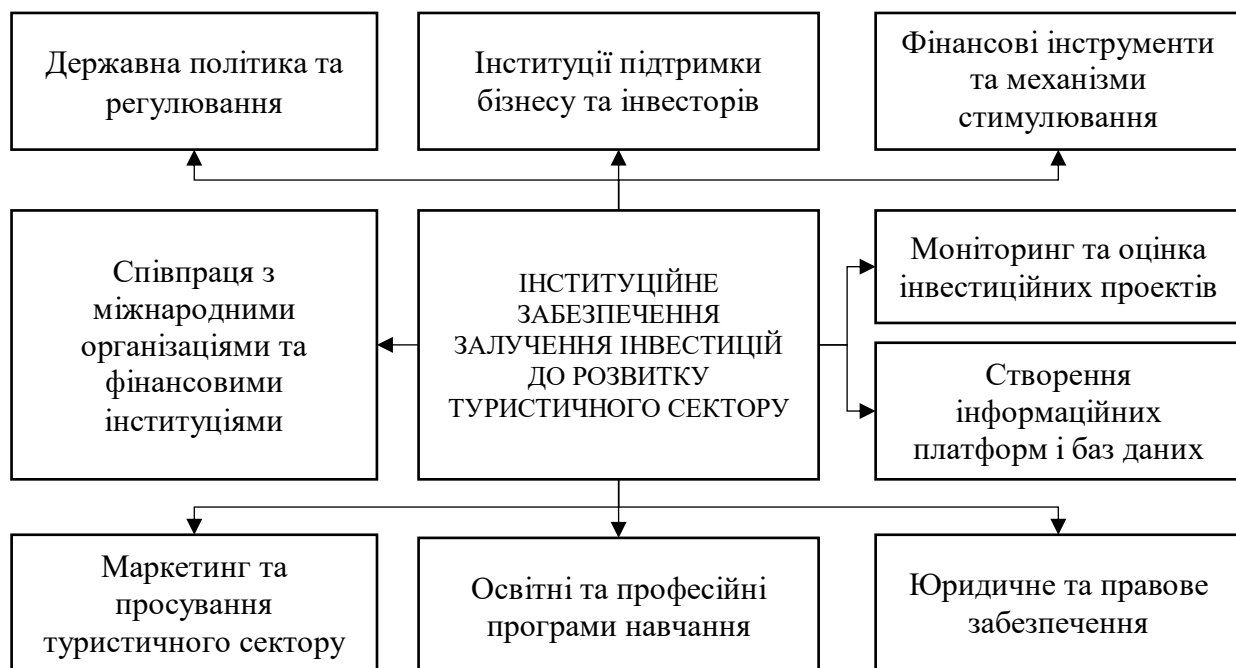 Державна політика та
регулювання
Інституції підтримки
бізнесу та інвесторів
Фінансові інструменти
та механізми
стимулювання
Співпраця з
міжнародними
організаціями та
фінансовими
інституціями
ІНСТИТУЦІЙНЕ
ЗАБЕЗПЕЧЕННЯ
ЗАЛУЧЕННЯ ІНВЕСТИЦІЙ
ДО РОЗВИТКУ
ТУРИСТИЧНОГО СЕКТОРУ
Моніторинг та оцінка
інвестиційних проектів
Створення
інформаційних
платформ і баз даних
Маркетинг та
просування
туристичного сектору
Освітні та професійні
програми навчання
Юридичне та правове
забезпечення